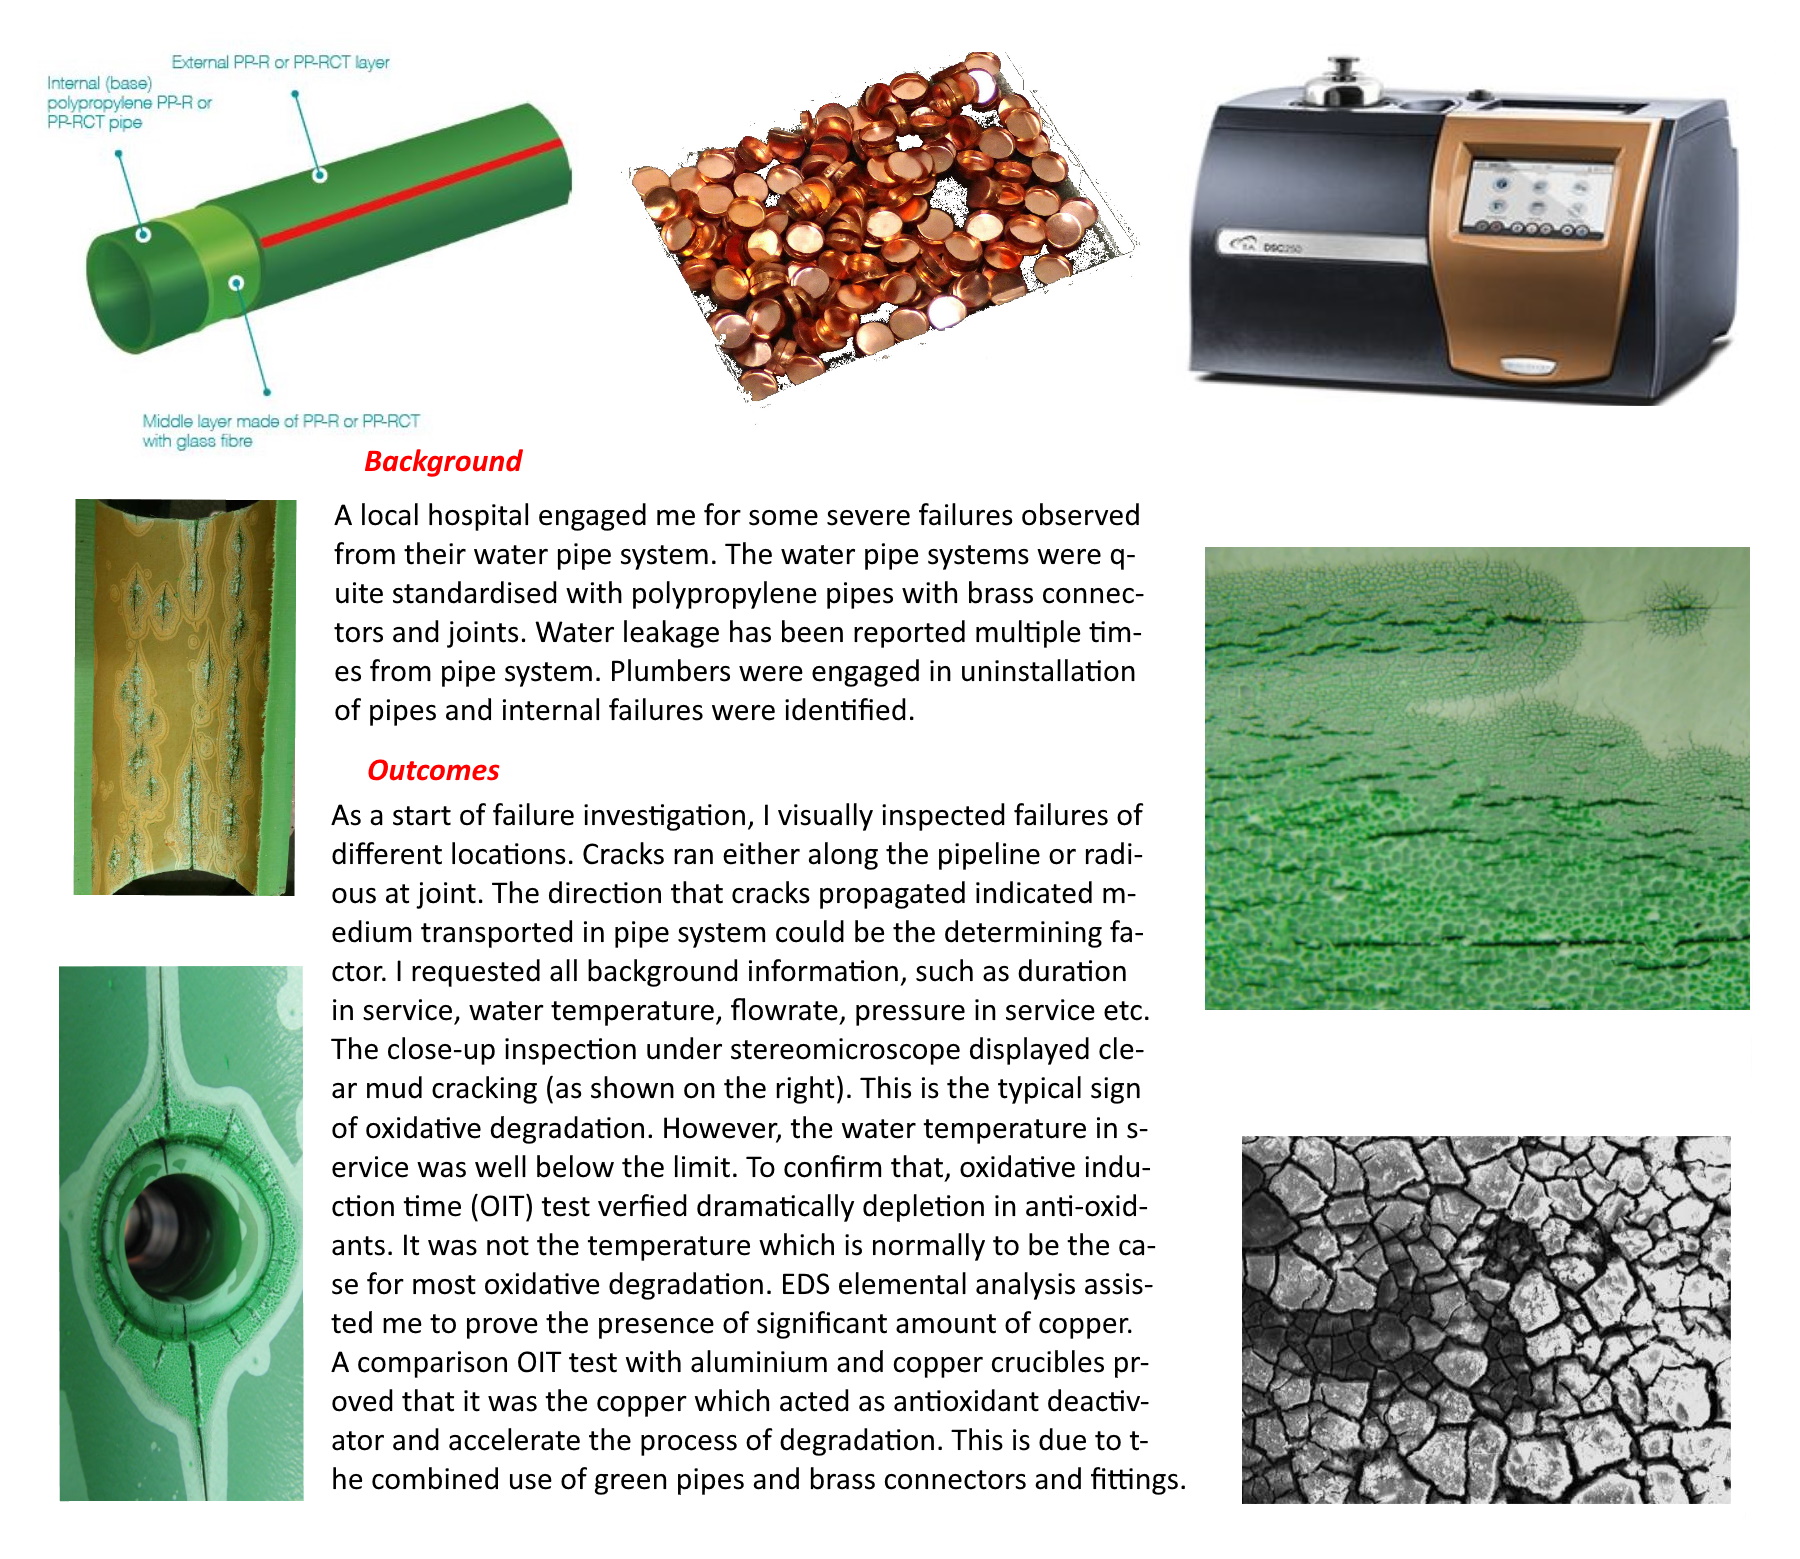 External PP-R or PP-RCT layer
Internal (base)
polypropylene PP-R or
PP-RCT pipe
Middle layer made of PP-R or PP-RCT
with glass fibre
DSC250
Background
A local hospital engaged me for some severe failures observed
from their water pipe system. The water pipe systems were q-
uite standardised with polypropylene pipes with brass connec-
tors and joints. Water leakage has been reported multiple tim-
es from pipe system. Plumbers were engaged in uninstallation
of pipes and internal failures were identified.
Outcomes
As a start of failure investigation, I visually inspected failures of
different locations. Cracks ran either along the pipeline or radi-
ous at joint. The direction that cracks propagated indicated m-
edium transported in pipe system could be the determining fa-
ctor. I requested all background information, such as duration
in service, water temperature, flowrate, pressure in service etc.
The close-up inspection under stereomicroscope displayed cle-
ar mud cracking (as shown on the right). This is the typical sign
of oxidative degradation. However, the water temperature in s-
ervice was well below the limit. To confirm that, oxidative indu-
ction time (OIT) test verfied dramatically depletion in anti-oxid-
ants. It was not the temperature which is normally to be the ca-
se for most oxidative degradation. EDS elemental analysis assis-
ted me to prove the presence of significant amount of copper.
A comparison OIT test with aluminium and copper crucibles pr-
oved that it was the copper which acted as antioxidant deactiv-
ator and accelerate the process of degradation. This is due to t-
he combined use of green pipes and brass connectors and fittings.